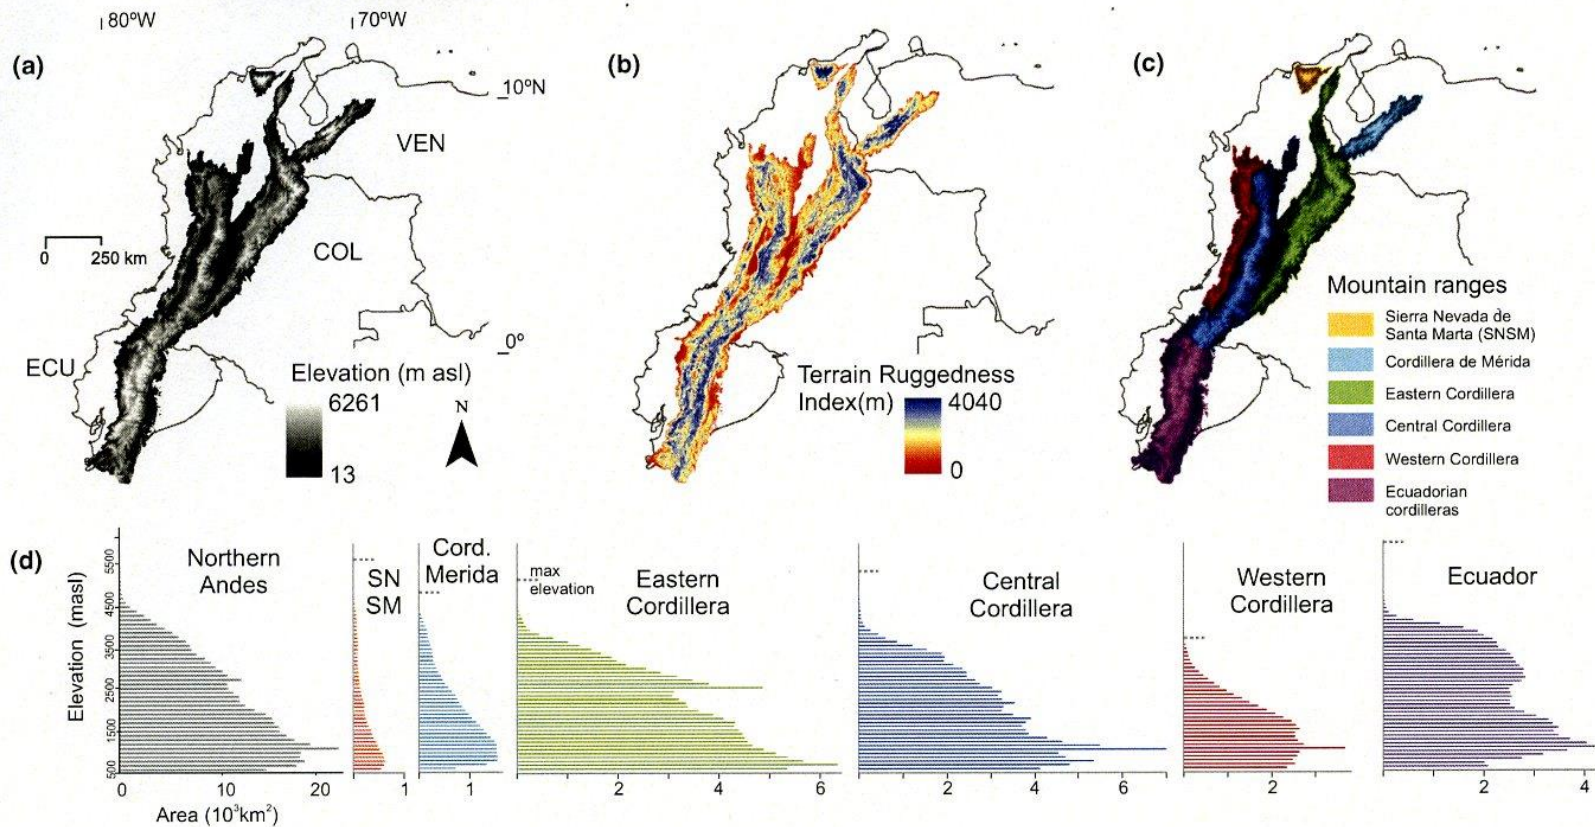 80°W
70°W
(a)
10°N
VEN
COL
0
250 km
0°
ECU
Elevation (m asl)
6261
13
N
(b)
Terrain Ruggedness
Index(m)
4040
0
(c)
Mountain ranges
Sierra Nevada de
Santa Marta (SNSM)
Cordillera de Mérida
Eastern Cordillera
Central Cordillera
Western Cordillera
Ecuadorian
cordilleras
(d)
Elevation (masl)
5500
4500
3500
2500
1500
500
Northern
Andes
0
10
20
Area (10³km²)
SN
SM
1
Cord.
Merida
1
max
elevation
Eastern
Cordillera
2
4
6
Central
Cordillera
2
4
6
Western
Cordillera
2
Ecuador
2
4